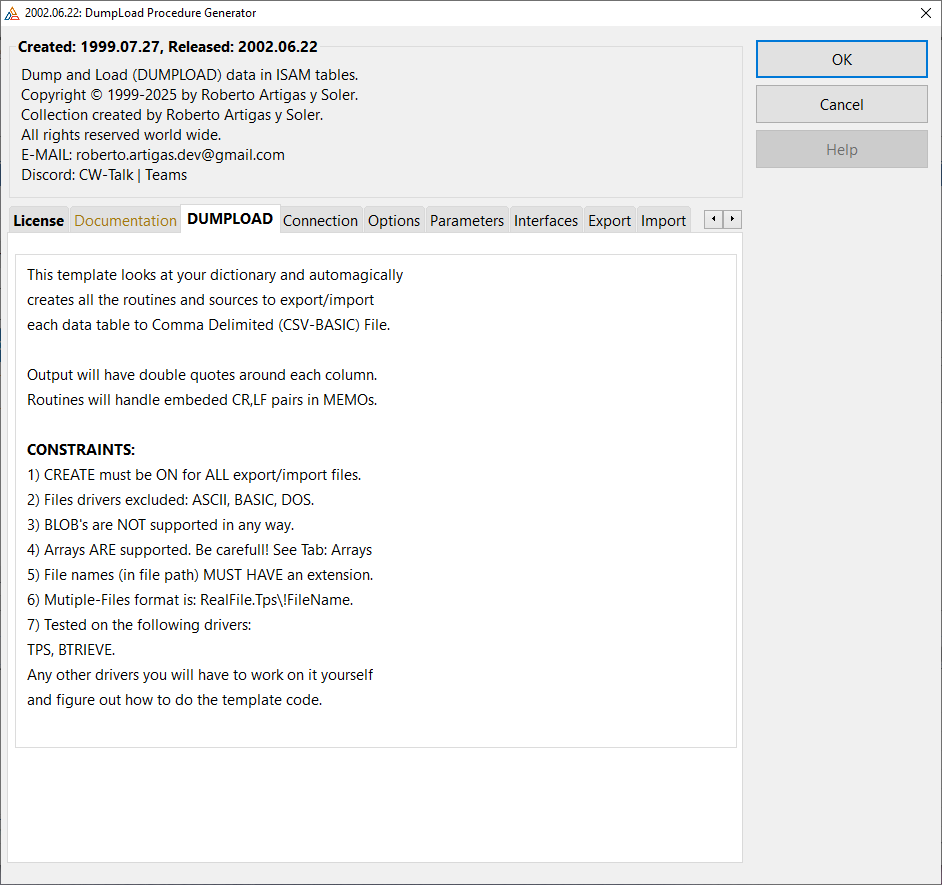 2002.06.22: DumpLoad Procedure Generator
Created: 1999.07.27, Released: 2002.06.22
Dump and Load (DUMPLOAD) data in ISAM tables.
Copyright © 1999-2025 by Roberto Artigas y Soler.
Collection created by Roberto Artigas y Soler.
All rights reserved world wide.
E-MAIL: roberto.artigas.dev@gmail.com
Discord: CW-Talk | Teams
OK
Cancel
Help
License Documentation DUMPLOAD Connection Options Parameters Interfaces Export Import
This template looks at your dictionary and automagically
creates all the routines and sources to export/import
each data table to Comma Delimited (CSV-BASIC) File.
Output will have double quotes around each column.
Routines will handle embeded CR,LF pairs in MEMOs.
CONSTRAINTS:
1) CREATE must be ON for ALL export/import files.
2) Files drivers excluded: ASCII, BASIC, DOS.
3) BLOB's are NOT supported in any way.
4) Arrays ARE supported. Be carefull! See Tab: Arrays
5) File names (in file path) MUST HAVE an extension.
6) Mutiple-Files format is: RealFile.Tps\!FileName.
7) Tested on the following drivers:
TPS, BTRIEVE.
Any other drivers you will have to work on it yourself
and figure out how to do the template code.